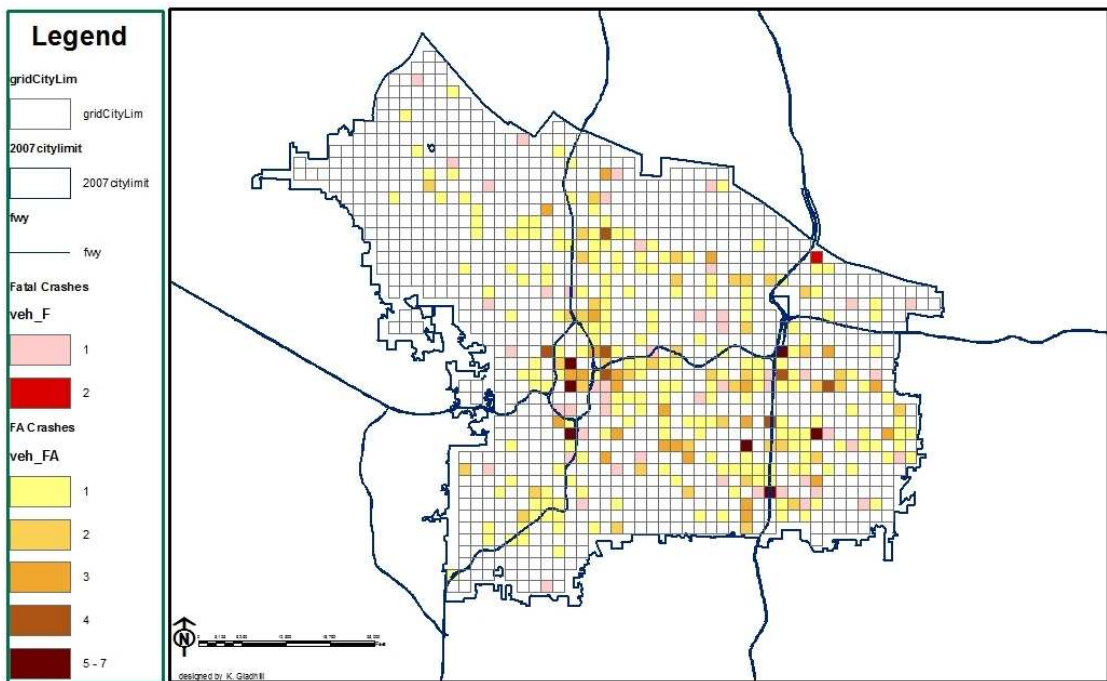 Legend
gridCityLim
gridCityLim
2007citylimit
2007citylimit
fwy
fwy
Fatal Crashes
veh_F
1
2
FA Crashes
veh_FA
1
2
3
4
5 - 7
N
0
designed by K. Gladhill